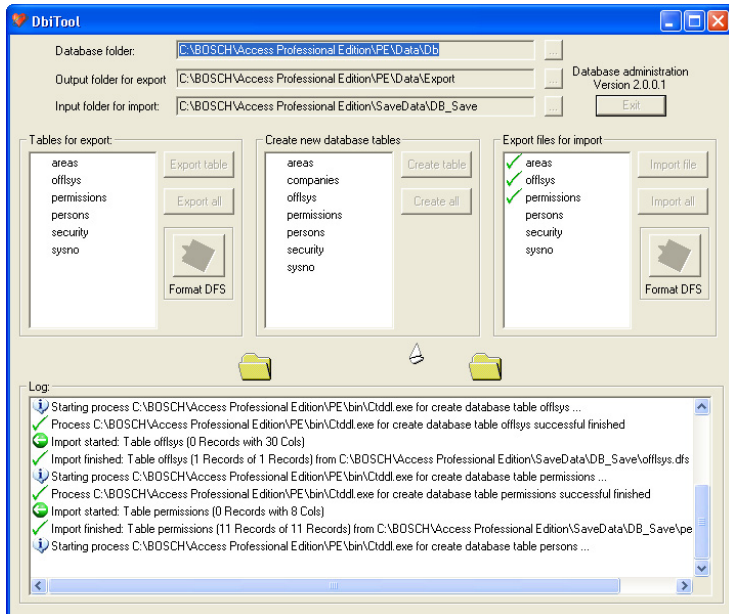 DbiTool
Database folder: C:\BOSCH\Access Professional Edition\PE\Data\Db ...
Output folder for export C:\BOSCH\Access Professional Edition\PE\Data\Export ...
Input folder for import: C:\BOSCH\Access Professional Edition\SaveData\DB_Save ...
Database administration
Version 2.0.0.1
Exit
Tables for export:
areas
offlsys
permissions
persons
security
sysno
Export table
Export all
Format DFS
Create new database tables
areas
companies
offlsys
permissions
persons
security
sysno
Create table
Create all
Export files for import
areas
offlsys
permissions
persons
security
sysno
Import file
Import all
Format DFS
Log:
Starting process C:\BOSCH\Access Professional Edition\PE\bin\Ctddl.exe for create database table offlsys ...
Process C:\BOSCH\Access Professional Edition\PE\bin\Ctddl.exe for create database table offlsys successful finished
Import started: Table offlsys (0 Records with 30 Cols)
Import finished: Table offlsys (1 Records of 1 Records) from C:\BOSCH\Access Professional Edition\SaveData\DB_Save\offlsys.dfs
Starting process C:\BOSCH\Access Professional Edition\PE\bin\Ctddl.exe for create database table permissions ...
Process C:\BOSCH\Access Professional Edition\PE\bin\Ctddl.exe for create database table permissions successful finished
Import started: Table permissions (0 Records with 8 Cols)
Import finished: Table permissions (11 Records of 11 Records) from C:\BOSCH\Access Professional Edition\SaveData\DB_Save\pe
Starting process C:\BOSCH\Access Professional Edition\PE\bin\Ctddl.exe for create database table persons ...